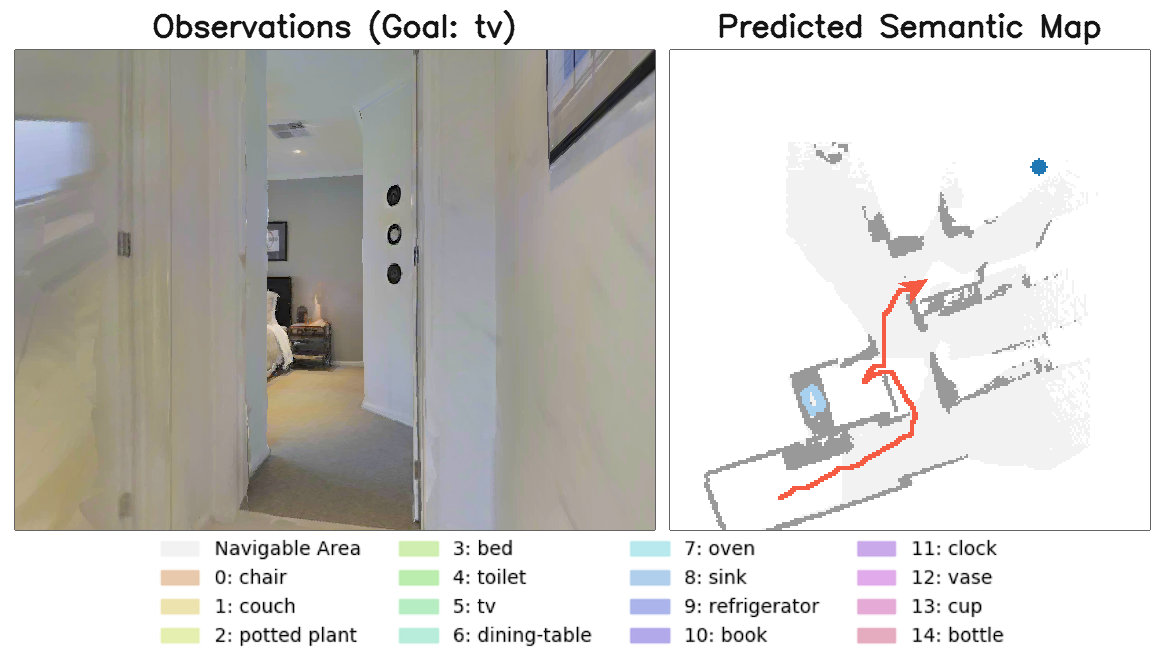 Observations (Goal: tv)
Predicted Semantic Map
Navigable Area
0: chair
1: couch
2: potted plant
3: bed
4: toilet
5: tv
6: dining-table
7: oven
8: sink
9: refrigerator
10: book
11: clock
12: vase
13: cup
14: bottle